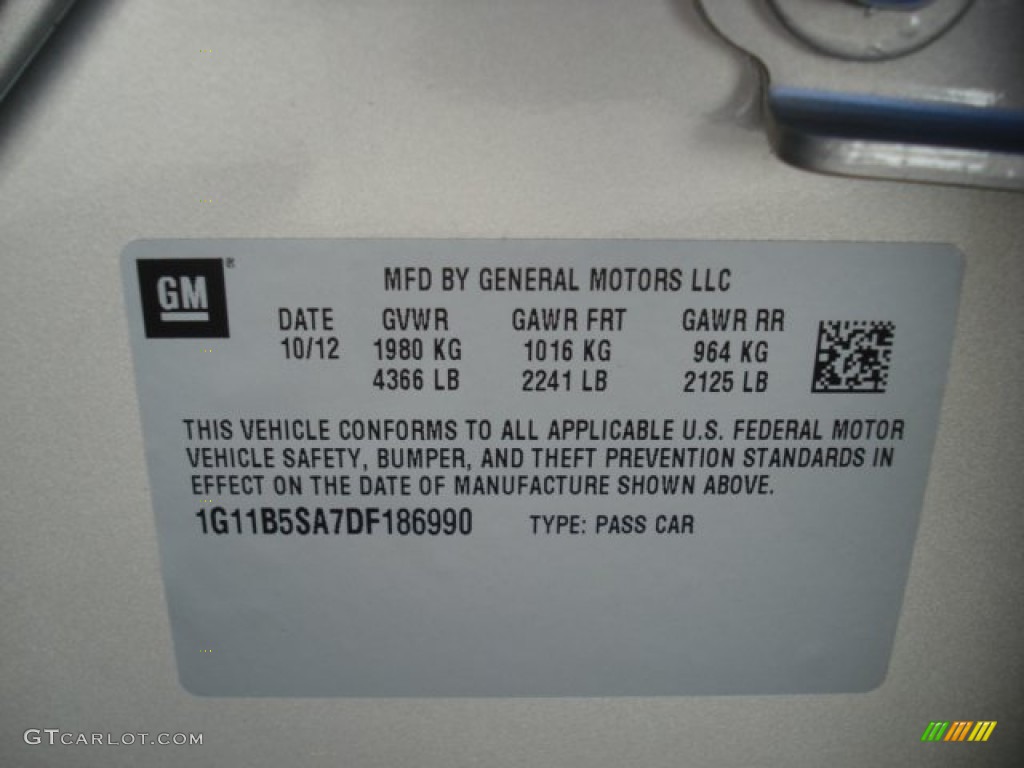 GM ®
MFD BY GENERAL MOTORS LLC
DATE GVWR GAWR FRT GAWR RR
10/12 1980 KG 1016 KG 964 KG
4366 LB 2241 LB 2125 LB
THIS VEHICLE CONFORMS TO ALL APPLICABLE U.S. FEDERAL MOTOR
VEHICLE SAFETY, BUMPER, AND THEFT PREVENTION STANDARDS IN
EFFECT ON THE DATE OF MANUFACTURE SHOWN ABOVE.
1G11B5SA7DF186990 TYPE: PASS CAR
GTCARLOT.COM